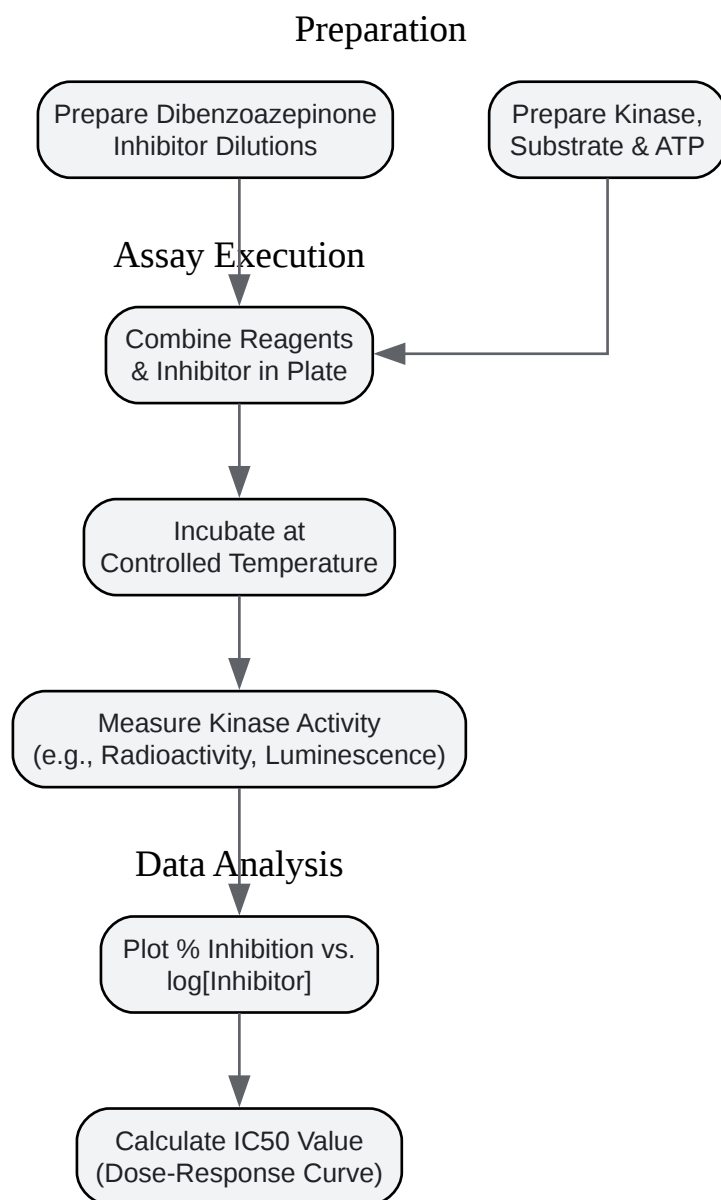 Preparation
Prepare Dibenzoazepinone
Inhibitor Dilutions
Prepare Kinase,
Substrate & ATP
Assay Execution
Combine Reagents
& Inhibitor in Plate
Incubate at
Controlled Temperature
Measure Kinase Activity
(e.g., Radioactivity, Luminescence)
Data Analysis
Plot % Inhibition vs.
log[Inhibitor]
Calculate IC50 Value
(Dose-Response Curve)